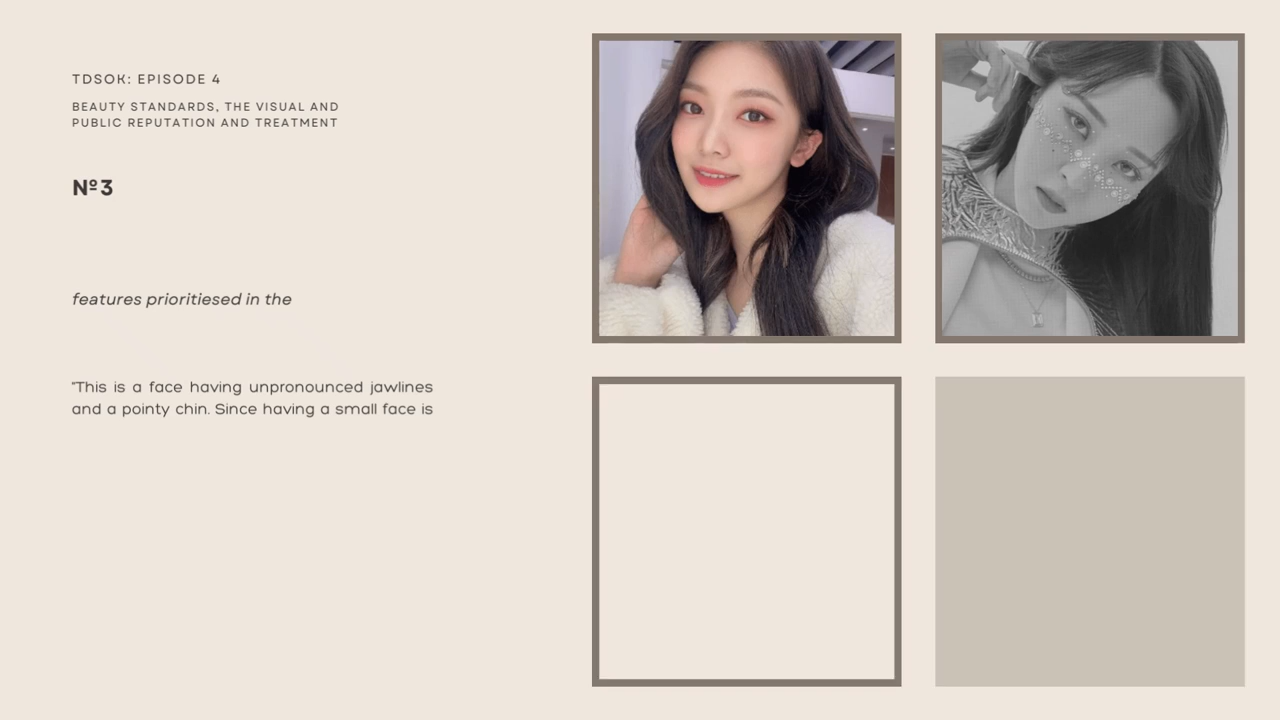 TDSOK: EPISODE 4
BEAUTY STANDARDS, THE VISUAL AND
PUBLIC REPUTATION AND TREATMENT
Nº3
features prioritiesed in the
"This is a face having unpronounced jawlines
and a pointy chin. Since having a small face is